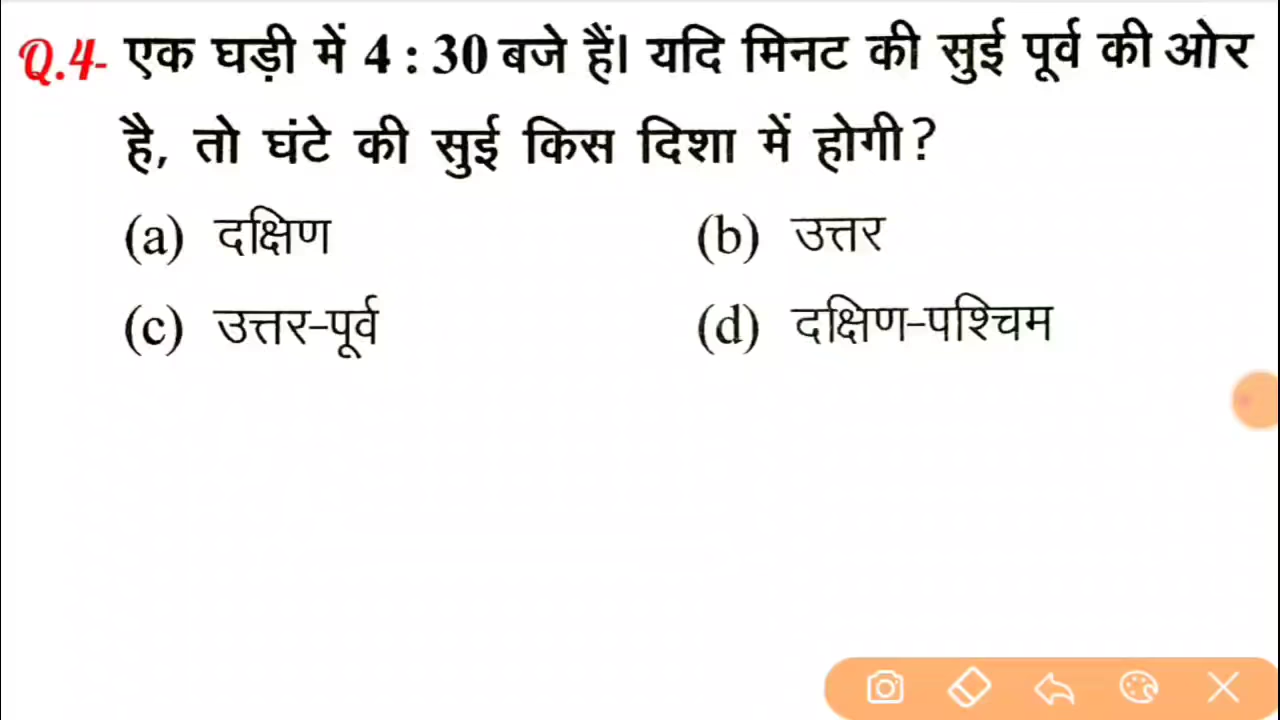 Q.4- एक घड़ी में 4 : 30 बजे हैं। यदि मिनट की सुई पूर्व की ओर
है, तो घंटे की सुई किस दिशा में होगी?
(a) दक्षिण (b) उत्तर
(c) उत्तर-पूर्व (d) दक्षिण-पश्चिम